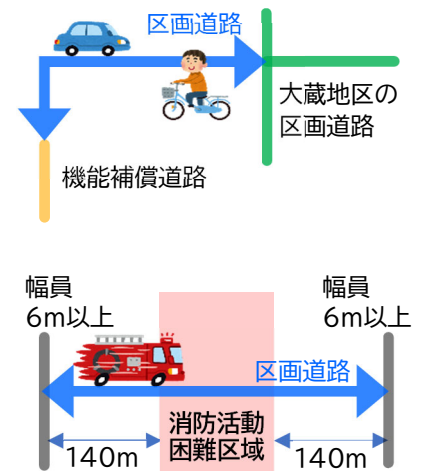 区画道路
大蔵地区の
区画道路
機能補償道路
幅員
6m以上
幅員
6m以上
区画道路
消防活動
困難区域
140m
140m